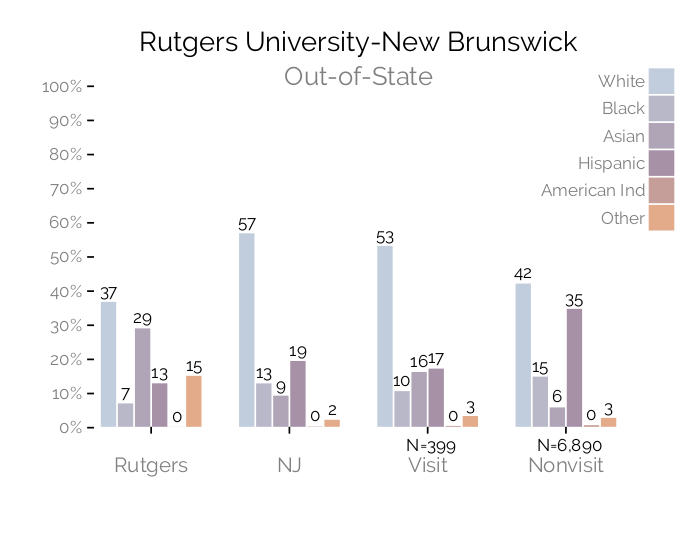 Rutgers University-New Brunswick
Out-of-State
100%
90%
80%
70%
60%
50%
40%
30%
20%
10%
0%
White
Black
Asian
Hispanic
American Ind
Other
37 7 29 13 0 15
57 13 9 19 0 2
53 10 16 17 0 3
42 15 6 35 0 3
N=399 N=6,890
Rutgers NJ Visit Nonvisit